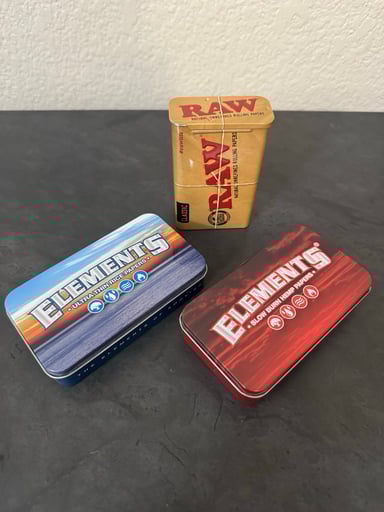 RAW
RAW
NATURAL UNREFINED ROLLING PAPERS
ELEMENTS
• ULTRA THIN RICE PAPERS •
ELEMENTS
• SLOW BURN HEMP PAPERS •